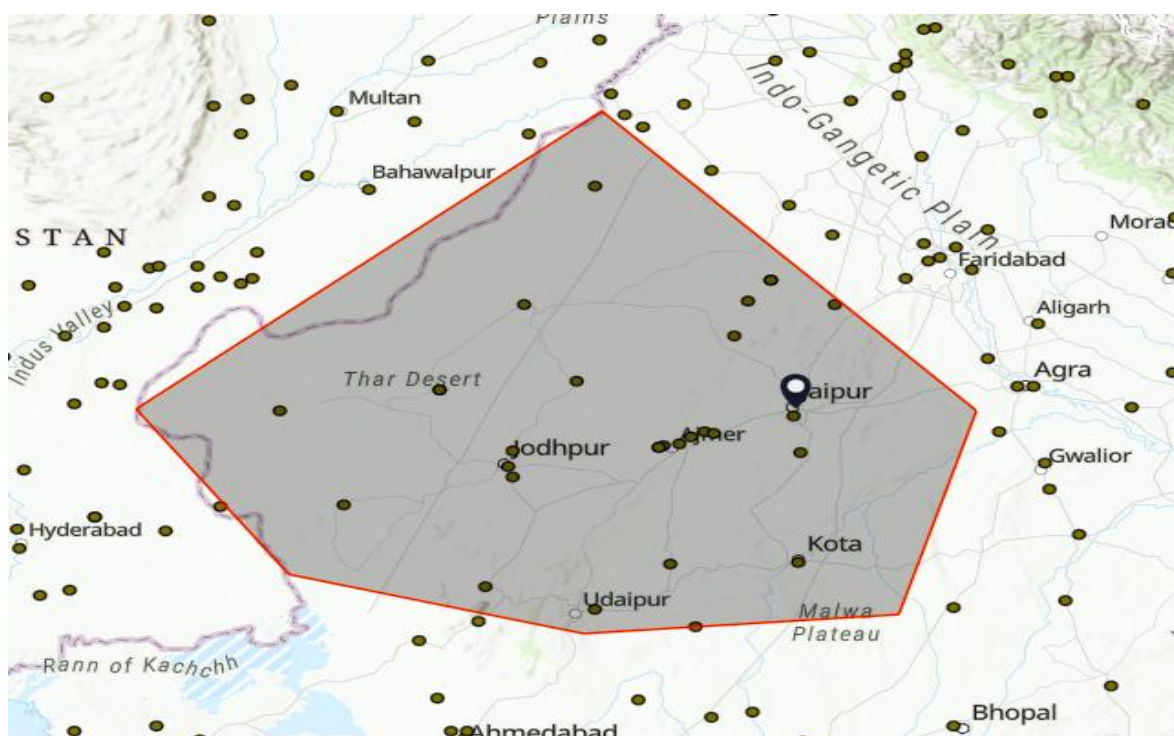 Plains
Multan
Indo-Gangetic Plain
Bahawalpur
STAN
Faridabad
Indus Valley
Aligarh
Thar Desert
Agra
aipur
Jodhpur
Ajmer
Gwalior
Hyderabad
Kota
Udaipur
Malwa
Plateau
Rann of Kachchh
Bhopal
Ahmedabad